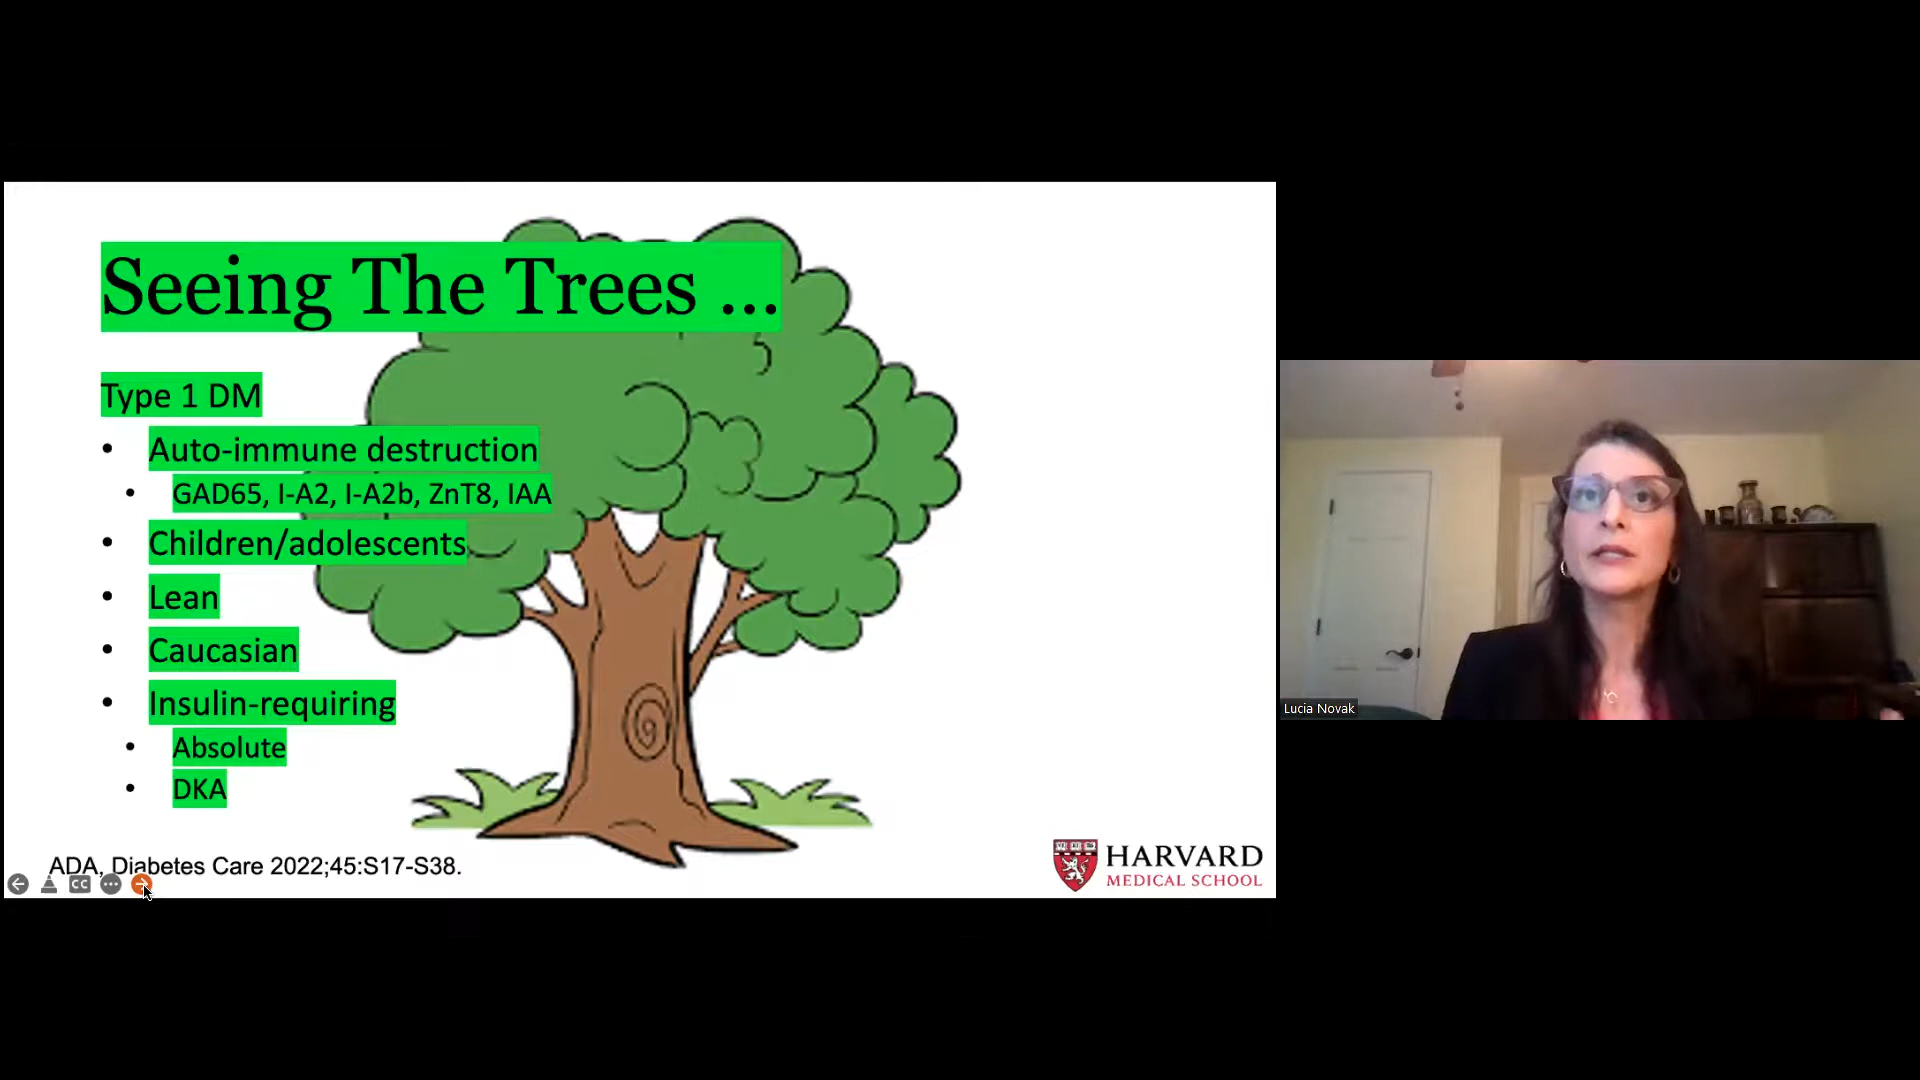 Seeing The Trees ...
Type 1 DM
• Auto-immune destruction
• GAD65, I-A2, I-A2b, ZnT8, IAA
• Children/adolescents
• Lean
• Caucasian
• Insulin-requiring
• Absolute
• DKA
ADA, Diabetes Care 2022;45:S17-S38.
CC
HARVARD
MEDICAL SCHOOL
Lucia Novak